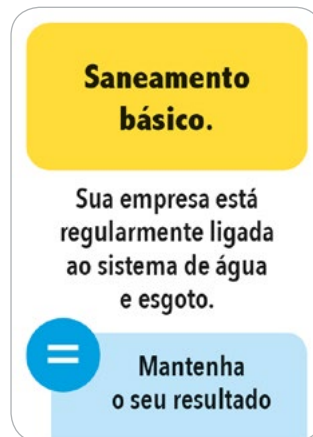 Saneamento
básico.
Sua empresa está
regularmente ligada
ao sistema de água
e esgoto.
=
Mantenha
o seu resultado